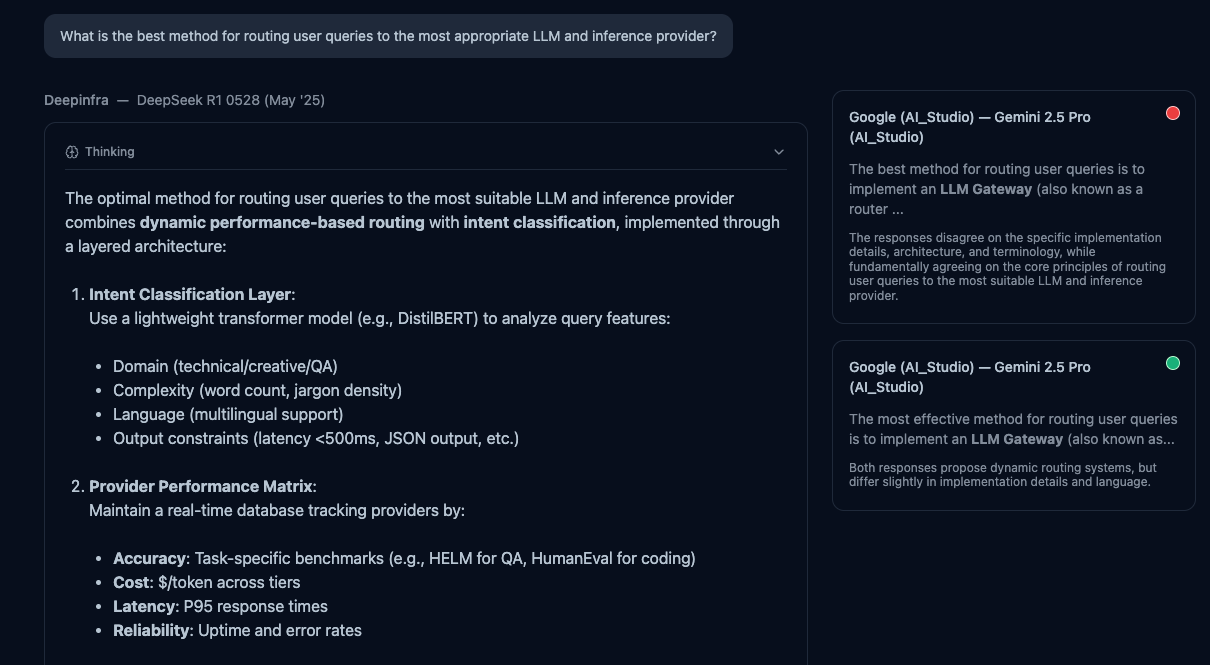 What is the best method for routing user queries to the most appropriate LLM and inference provider?
Deepinfra — DeepSeek R1 0528 (May '25)
Thinking
The optimal method for routing user queries to the most suitable LLM and inference provider
combines dynamic performance-based routing with intent classification, implemented through
a layered architecture:
1. Intent Classification Layer:
Use a lightweight transformer model (e.g., DistilBERT) to analyze query features:
• Domain (technical/creative/QA)
• Complexity (word count, jargon density)
• Language (multilingual support)
• Output constraints (latency <500ms, JSON output, etc.)
2. Provider Performance Matrix:
Maintain a real-time database tracking providers by:
• Accuracy: Task-specific benchmarks (e.g., HELM for QA, HumanEval for coding)
• Cost: $/token across tiers
• Latency: P95 response times
• Reliability: Uptime and error rates
Google (AI_Studio) — Gemini 2.5 Pro
(AI_Studio)
The best method for routing user queries is to
implement an LLM Gateway (also known as a
router ...
The responses disagree on the specific implementation
details, architecture, and terminology, while
fundamentally agreeing on the core principles of routing
user queries to the most suitable LLM and inference
provider.
Google (AI_Studio) — Gemini 2.5 Pro
(AI_Studio)
The most effective method for routing user queries
is to implement an LLM Gateway (also known as...
Both responses propose dynamic routing systems, but
differ slightly in implementation details and language.